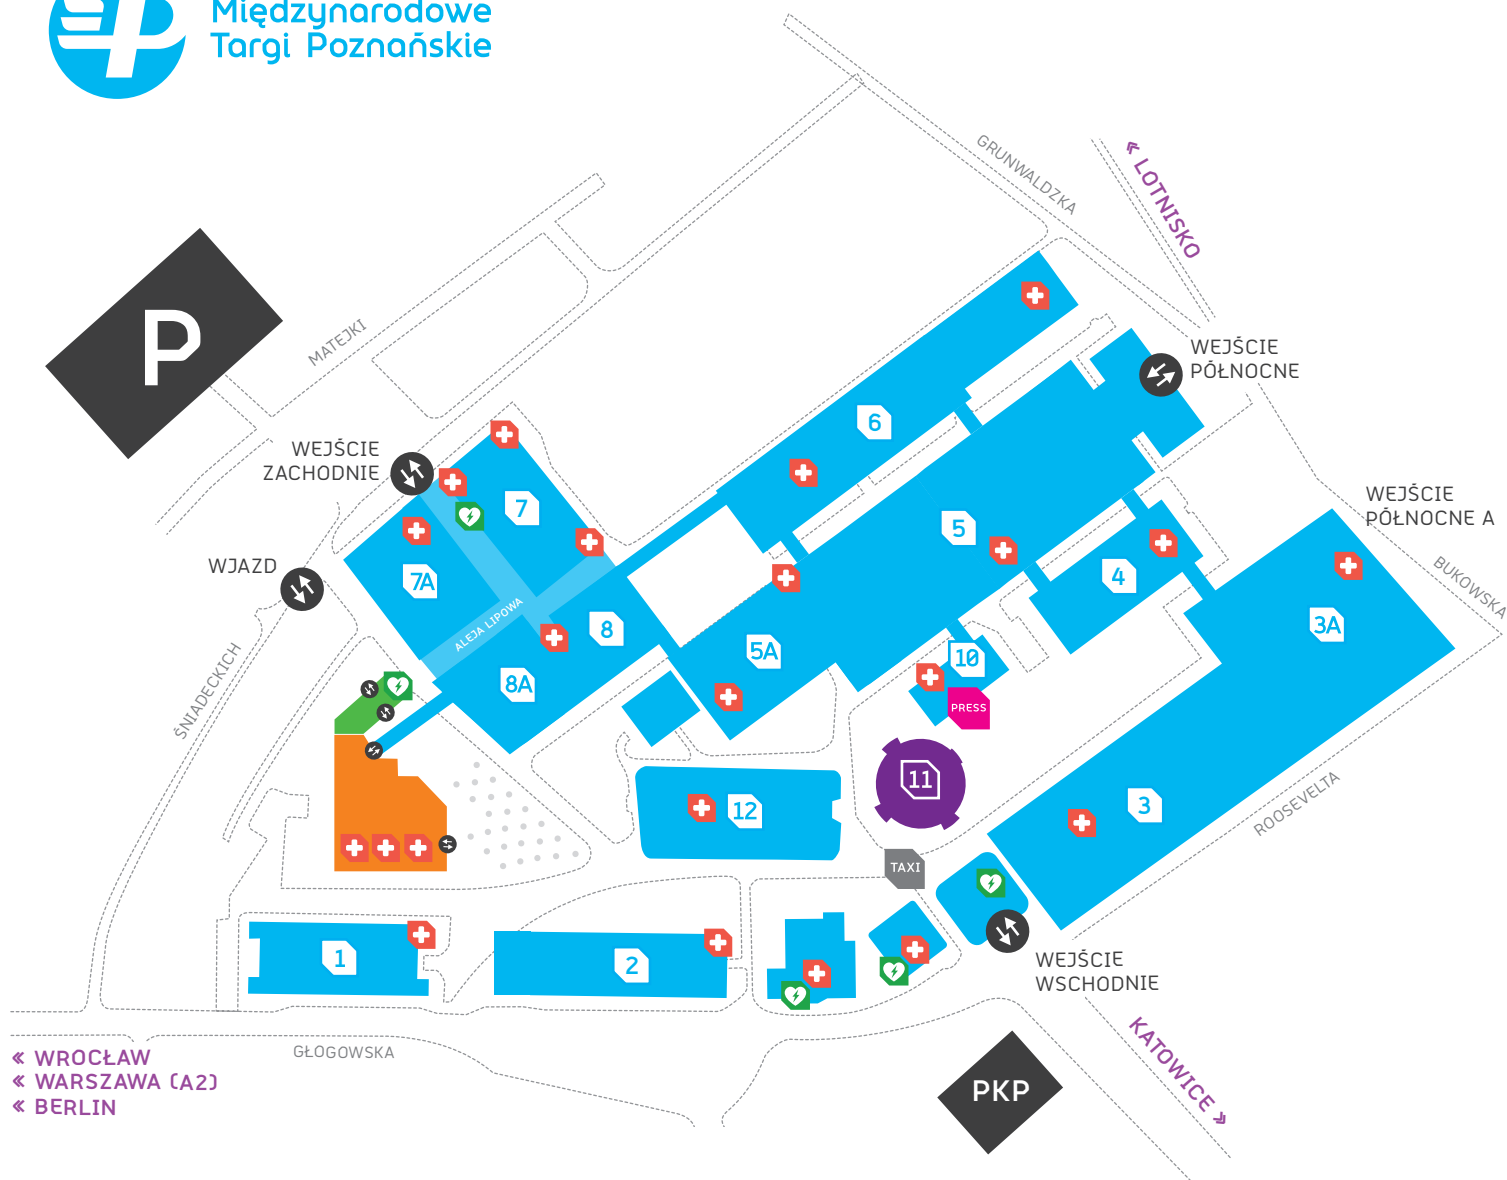 Międzynarodowe
Targi Poznańskie
GRUNWALDZKA
« LOTNISKO
P
MATEJKI
WEJŚCIE
PÓŁNOCNE
WEJŚCIE
ZACHODNIE
6
7
WEJŚCIE
PÓŁNOCNE A
5
WJAZD
7A
4
BUKOWSKA
ALEJA LIPOWA
8
5A
10
3A
8A
ŚNIADECKICH
PRESS
11
12
3
ROOSEVELTA
TAXI
1
2
WEJŚCIE
WSCHODNIE
GŁOGOWSKA
« WROCŁAW
« WARSZAWA (A2)
« BERLIN
PKP
KATOWICE »